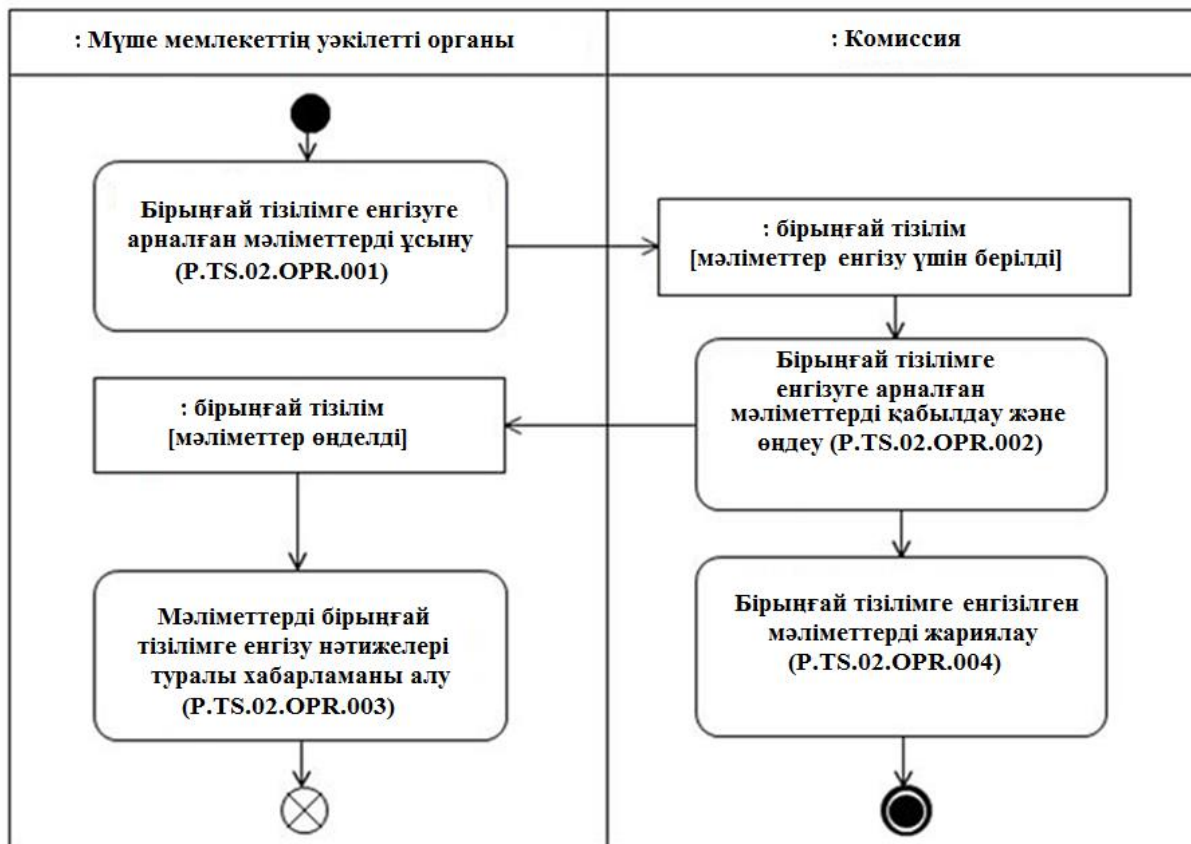 : Мүше мемлекеттің уәкілетті органы
: Комиссия
Бірыңғай тізілімге енгізуге
арналған мәліметтерді ұсыну
(P.TS.02.OPR.001)
: бірыңғай тізілім
[мәліметтер енгізу үшін берілді]
Бірыңғай тізілімге
енгізуге арналған
мәліметтерді қабылдау және
өңдеу (P.TS.02.OPR.002)
: бірыңғай тізілім
[мәліметтер өңделді]
Мәліметтерді бірыңғай
тізілімге енгізу нәтижелері
туралы хабарламаны алу
(P.TS.02.OPR.003)
Бірыңғай тізілімге енгізілген
мәліметтерді жариялау
(P.TS.02.OPR.004)